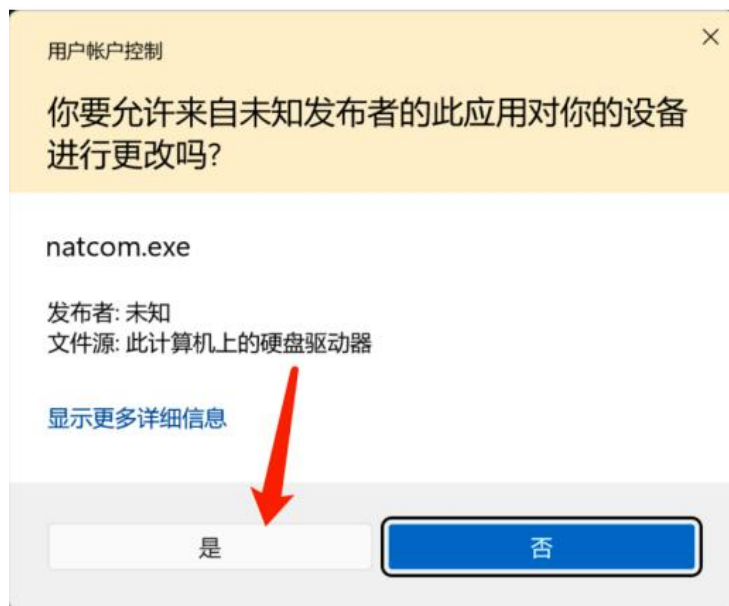 用户帐户控制
你要允许来自未知发布者的此应用对你的设备
进行更改吗?
natcom.exe
发布者: 未知
文件源: 此计算机上的硬盘驱动器
显示更多详细信息
是
否